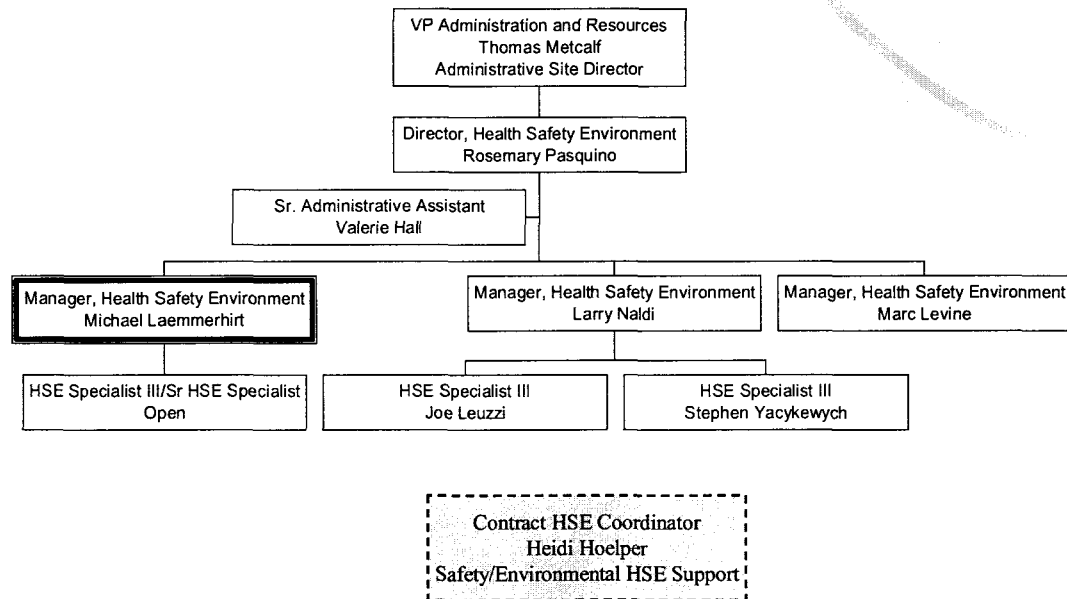 VP Administration and Resources
Thomas Metcalf
Administrative Site Director
Director, Health Safety Environment
Rosemary Pasquino
Sr. Administrative Assistant
Valerie Hall
Manager, Health Safety Environment
Michael Laemmerhirt
Manager, Health Safety Environment
Larry Naldi
Manager, Health Safety Environment
Marc Levine
HSE Specialist III/Sr HSE Specialist
Open
HSE Specialist III
Joe Leuzzi
HSE Specialist III
Stephen Yacykewych
Contract HSE Coordinator
Heidi Hoelper
Safety/Environmental HSE Support